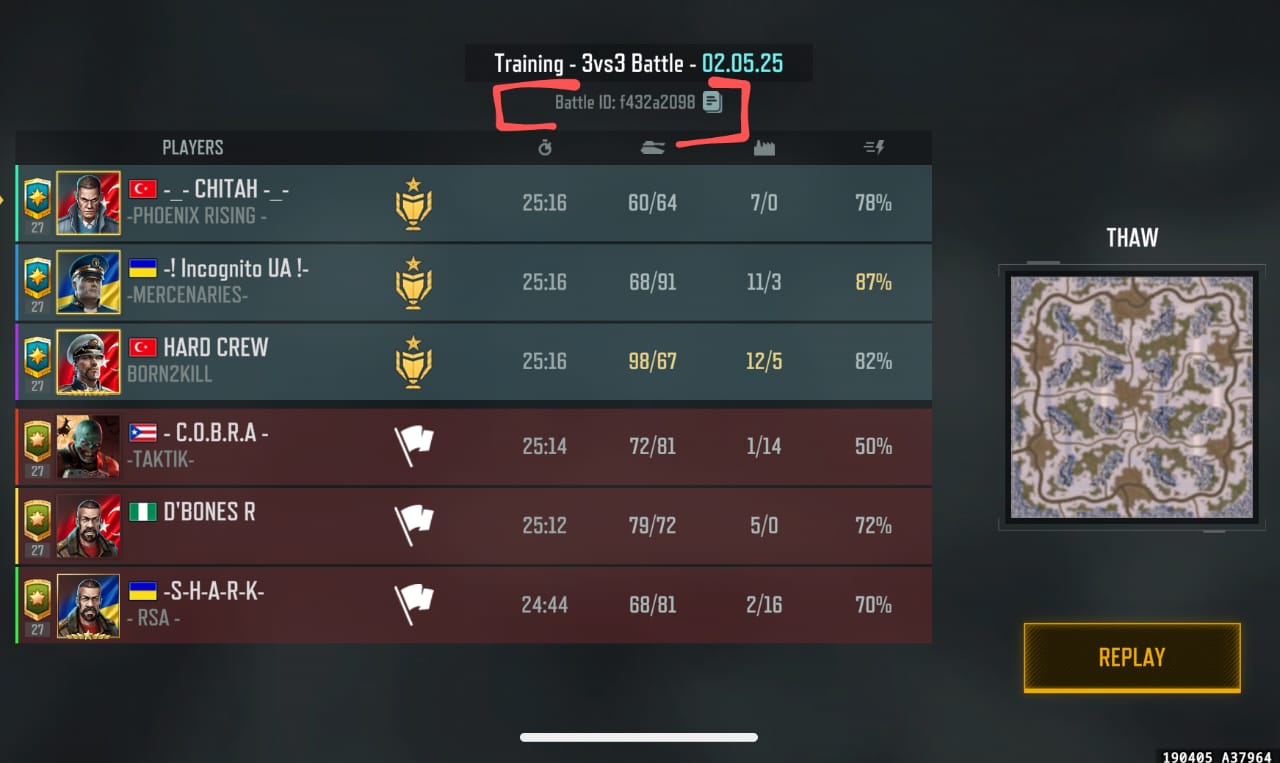 Training - 3vs3 Battle - 02.05.25
Battle ID: f432a2098
PLAYERS
27
-_- CHITAH -_-
-PHOENIX RISING -
25:16
60/64
7/0
78%
27
-! Incognito UA !-
-MERCENARIES-
25:16
68/91
11/3
87%
27
HARD CREW
BORN2KILL
25:16
98/67
12/5
82%
27
- C.O.B.R.A -
-TAKTIK-
25:14
72/81
1/14
50%
27
D'BONES R
25:12
79/72
5/0
72%
27
-S-H-A-R-K-
- RSA -
24:44
68/81
2/16
70%
THAW
REPLAY
190405 A37964